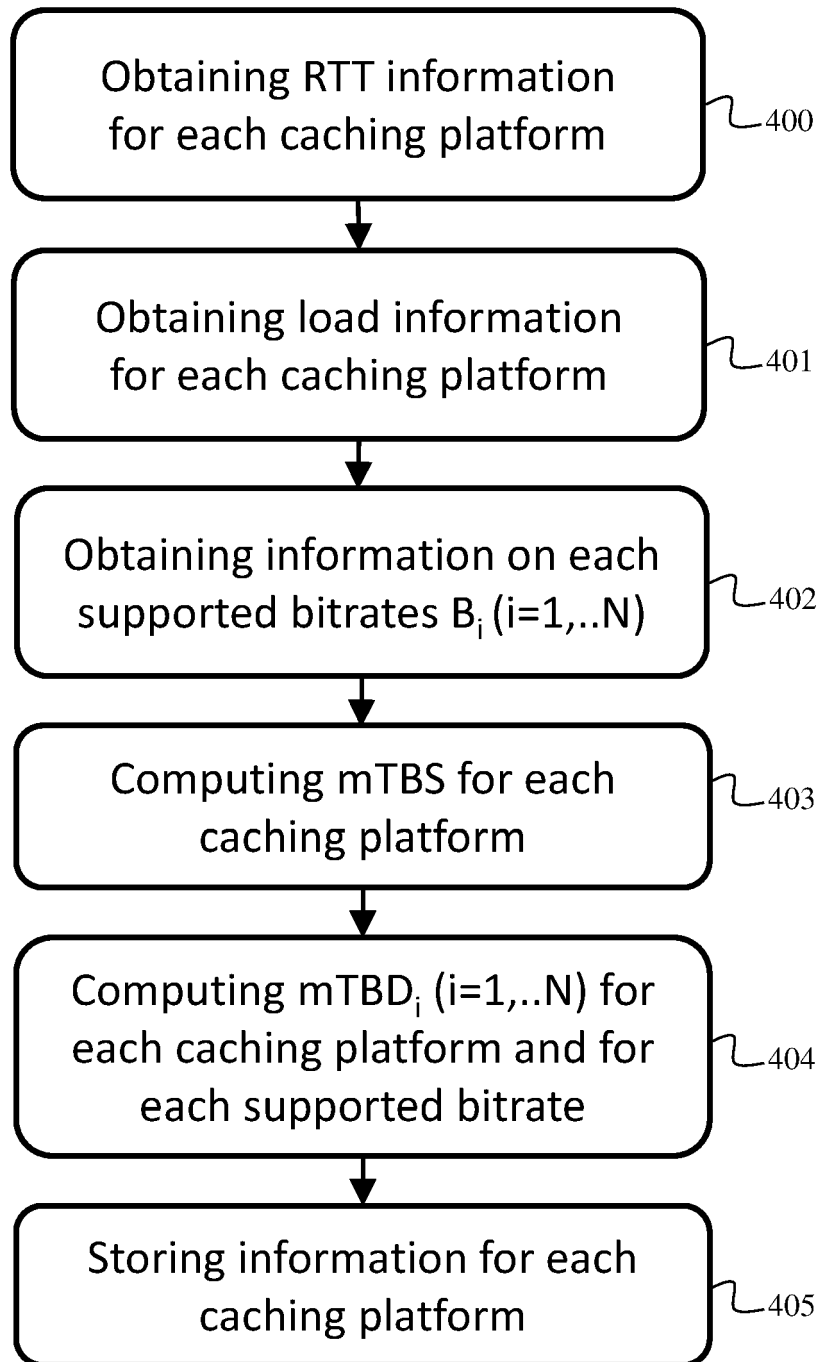 Obtaining RTT information
for each caching platform
400
Obtaining load information
for each caching platform
401
Obtaining information on each
supported bitrates Bᵢ (i=1,..N)
402
Computing mTBS for each
caching platform
403
Computing mTBDᵢ (i=1,..N) for
each caching platform and for
each supported bitrate
404
Storing information for each
caching platform
405